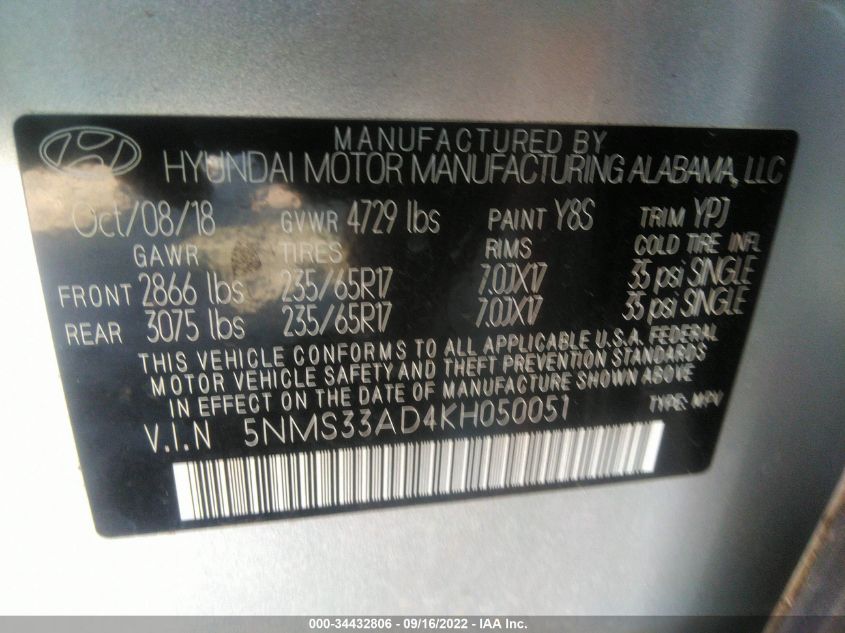 MANUFACTURED BY
HYUNDAI MOTOR MANUFACTURING ALABAMA, LLC
Oct/08/18 GVWR 4729 lbs PAINT Y8S TRIM YPJ
GAWR TIRES RIMS COLD TIRE INFL
FRONT 2866 lbs 235/65R17 7.0JX17 35 psi SINGLE
REAR 3075 lbs 235/65R17 7.0JX17 35 psi SINGLE
THIS VEHICLE CONFORMS TO ALL APPLICABLE U.S.A. FEDERAL
MOTOR VEHICLE SAFETY AND THEFT PREVENTION STANDARDS
IN EFFECT ON THE DATE OF MANUFACTURE SHOWN ABOVE
V.I.N 5NMS33AD4KH050051 TYPE: MPV
000-34432806 - 09/16/2022 - IAA Inc.